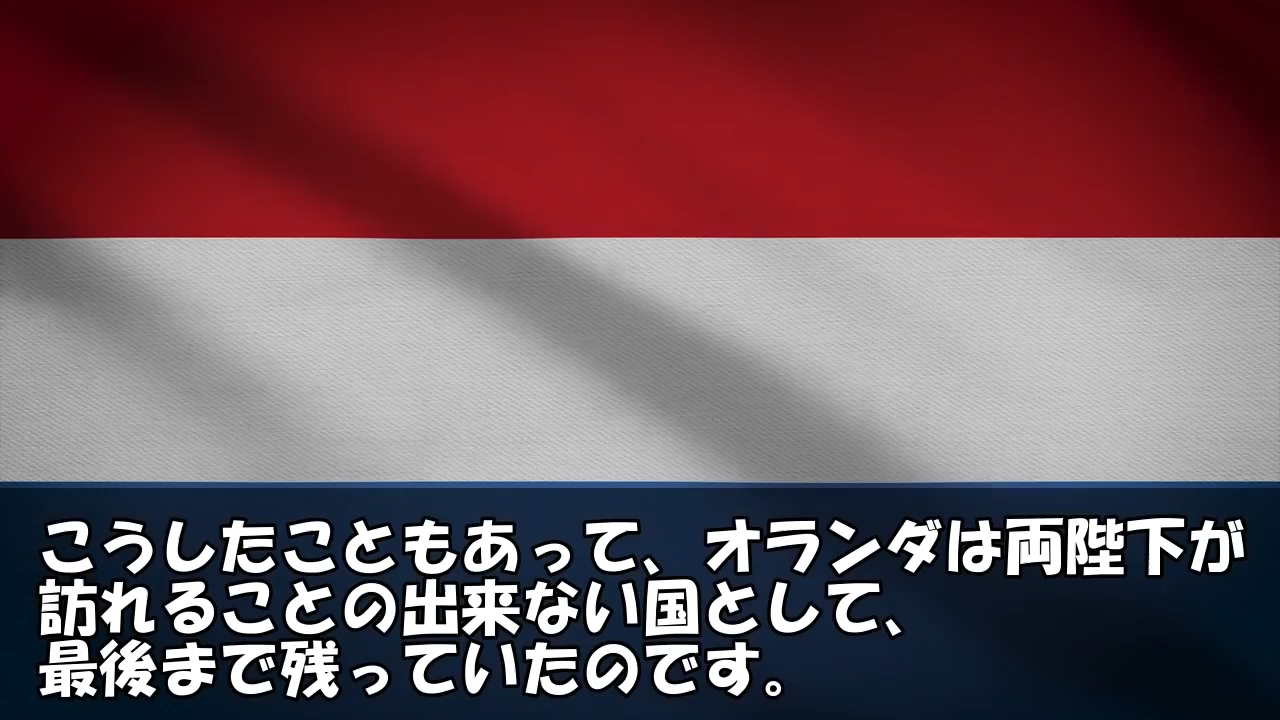 こうしたこともあって、オランダは両陛下が
訪れることの出来ない国として、
最後まで残っていたのです。